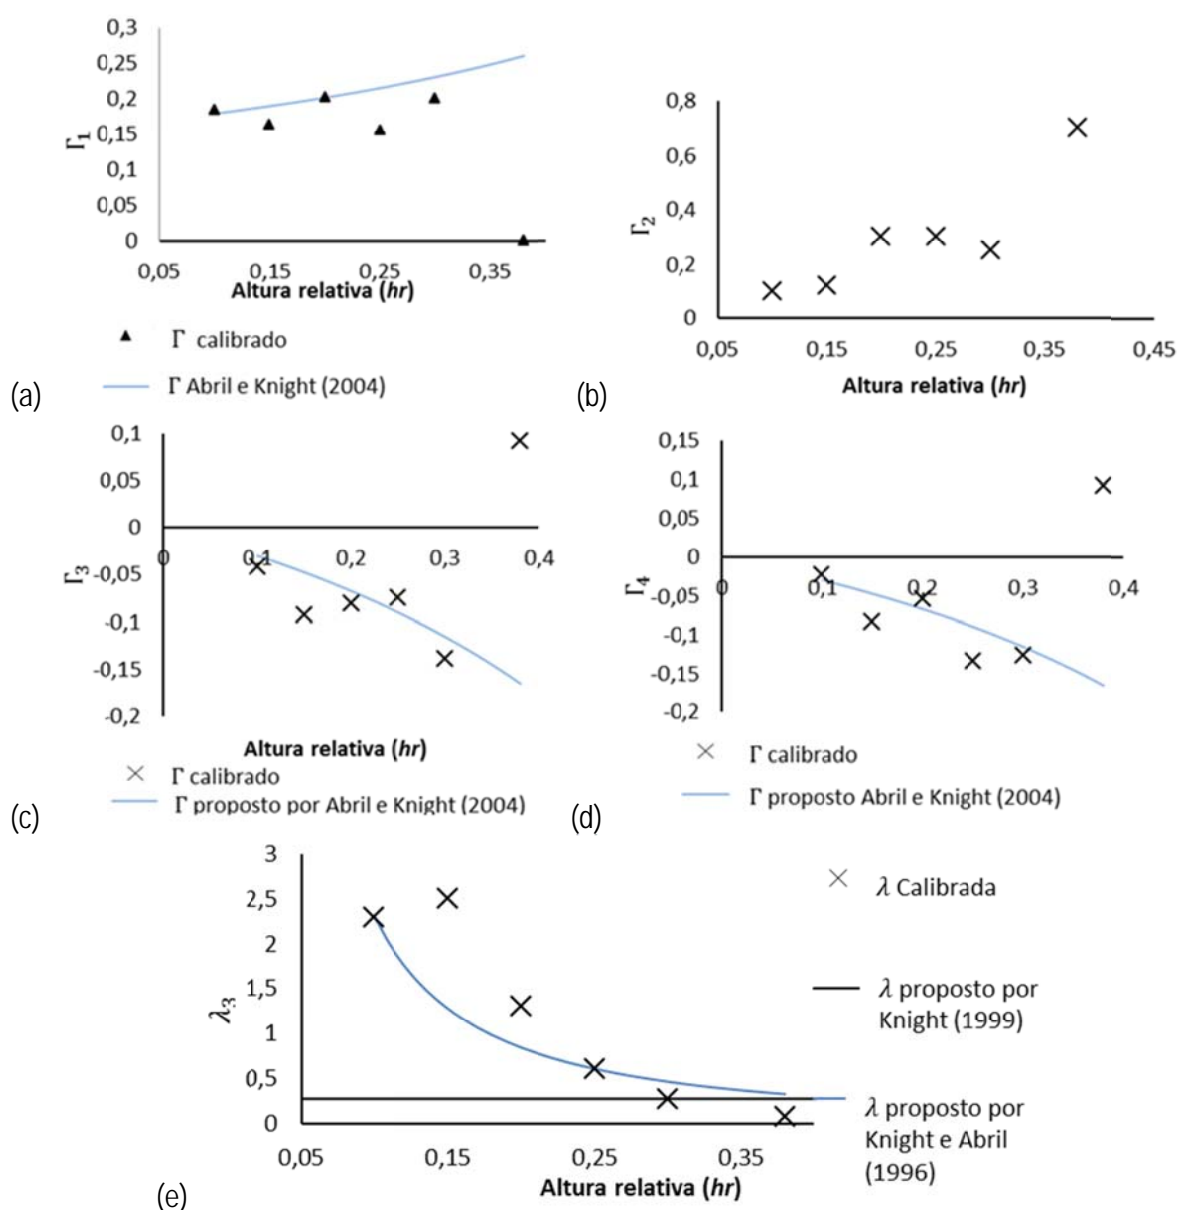 0,3
0,25
0,2
0,15
0,1
0,05
0
Γ1
0,05 0,15 0,25 0,35
Altura relativa (hr)
Γ calibrado
Γ Abril e Knight (2004)
(a)
0,8
0,6
0,4
0,2
0
Γ2
0,05 0,15 0,25 0,35 0,45
Altura relativa (hr)
(b)
0,1
0,05
0
-0,05
-0,1
-0,15
-0,2
Γ3
0 0,1 0,2 0,3 0,4
Altura relativa (hr)
Γ calibrado
Γ proposto por Abril e Knight (2004)
(c)
0,15
0,1
0,05
0
-0,05
-0,1
-0,15
-0,2
Γ4
0 0,1 0,2 0,3 0,4
Altura relativa (hr)
Γ calibrado
Γ proposto Abril e Knight (2004)
(d)
3
2,5
2
1,5
1
0,5
0
λ3
0,05 0,15 0,25 0,35
Altura relativa (hr)
λ Calibrada
λ proposto por
Knight (1999)
λ proposto por
Knight e Abril
(1996)
(e)